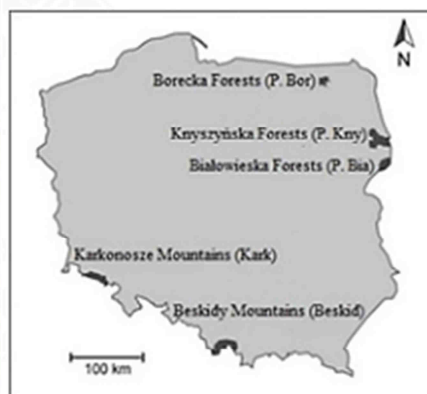 N
Borecka Forests (P. Bor)
Knyszyńska Forests (P. Kny)
Białowieska Forests (P. Bia)
Karkonosze Mountains (Kark)
Beskidy Mountains (Beskid)
100 km